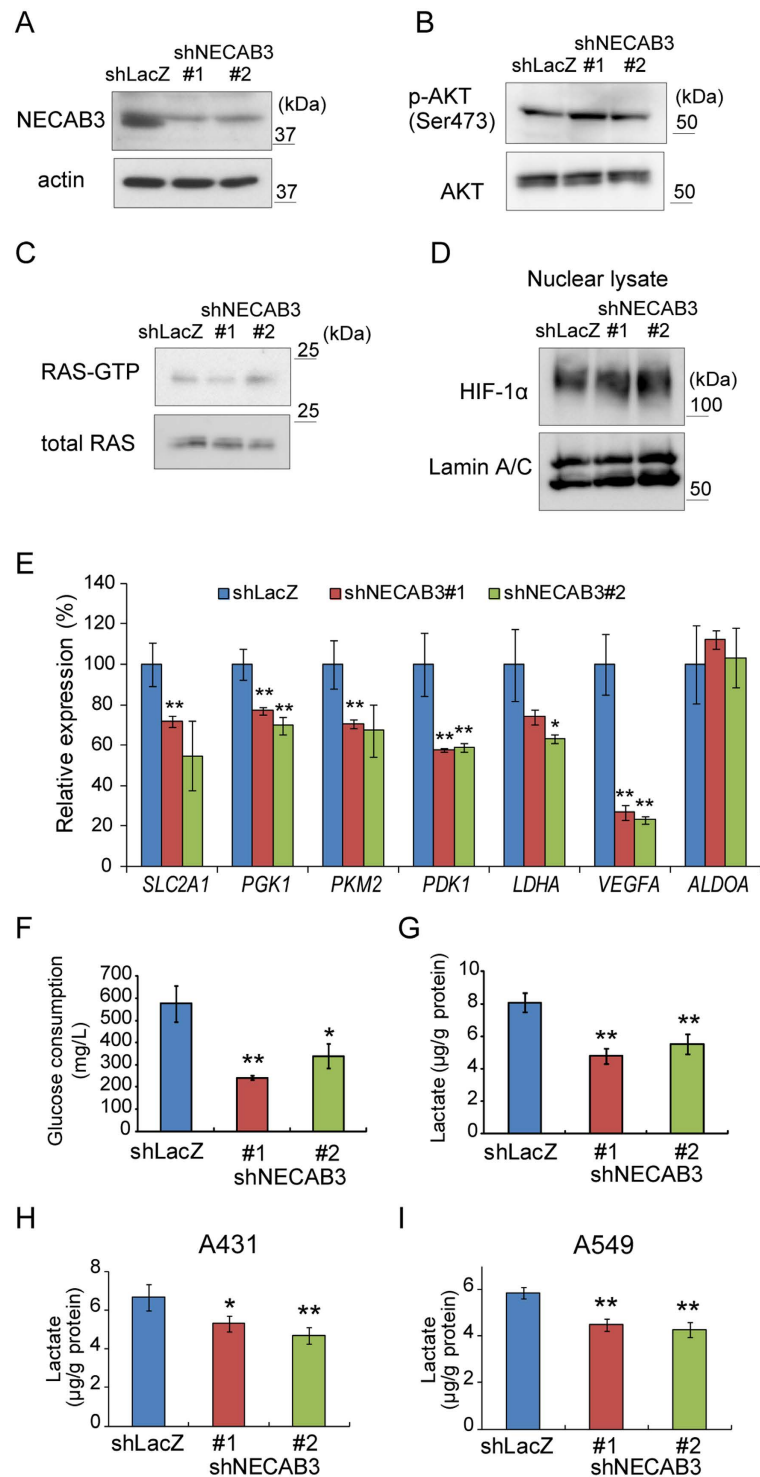 A
shNECAB3
shLacZ #1 #2
(kDa)
NECAB3
37
actin
37
B
shNECAB3
shLacZ #1 #2
p-AKT
(Ser473)
(kDa)
50
AKT
50
C
shNECAB3
shLacZ #1 #2
(kDa)
25
RAS-GTP
25
total RAS
D
Nuclear lysate
shNECAB3
shLacZ #1 #2
HIF-1α
(kDa)
100
Lamin A/C
50
E
Relative expression (%)
140
120
100
80
60
40
20
0
shLacZ shNECAB3#1 shNECAB3#2
** ** ** ** ** ** * ** **
SLC2A1 PGK1 PKM2 PDK1 LDHA VEGFA ALDOA
F
Glucose consumption
(mg/L)
700
600
500
400
300
200
100
0
** *
shLacZ #1 #2
shNECAB3
G
Lactate (µg/g protein)
10
8
6
4
2
0
** **
shLacZ #1 #2
shNECAB3
H
A431
Lactate
(µg/g protein)
8
6
4
2
0
* **
shLacZ #1 #2
shNECAB3
I
A549
Lactate
(µg/g protein)
6
4
2
0
** **
shLacZ #1 #2
shNECAB3